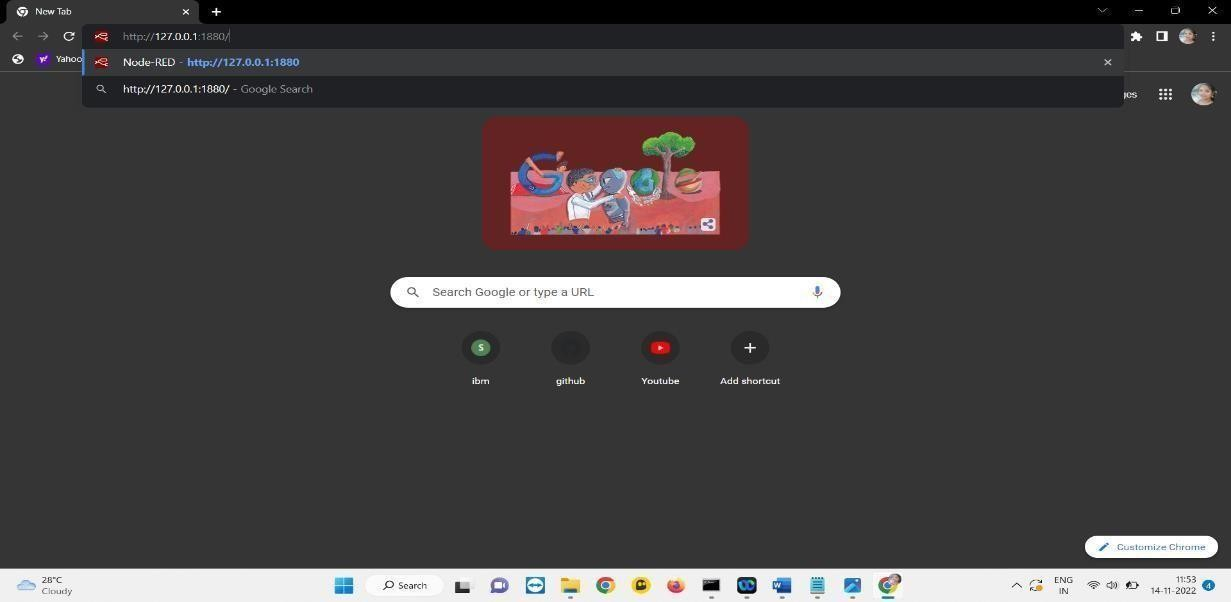 New Tab
http://127.0.0.1:1880/
Yahoo
Node-RED - http://127.0.0.1:1880
http://127.0.0.1:1880/ - Google Search
ges
Google
Search Google or type a URL
S
ibm
github
Youtube
Add shortcut
Customize Chrome
28°C
Cloudy
Search
ENG
IN
11:53
14-11-2022
4